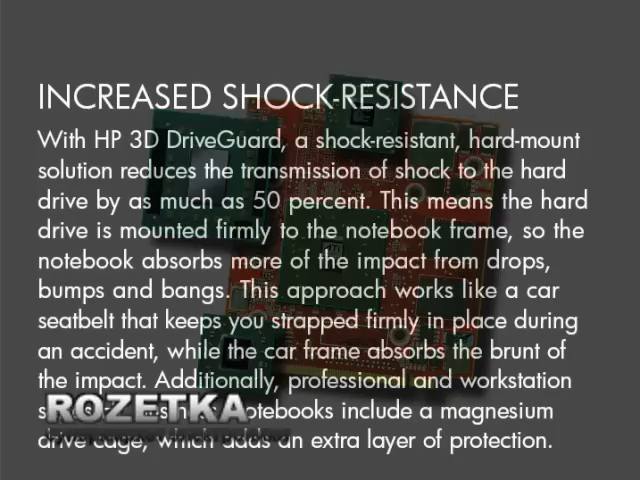 INCREASED SHOCK-RESISTANCE
With HP 3D DriveGuard, a shock-resistant, hard-mount
solution reduces the transmission of shock to the hard
drive by as much as 50 percent. This means the hard
drive is mounted firmly to the notebook frame, so the
notebook absorbs more of the impact from drops,
bumps and bangs. This approach works like a car
seatbelt that keeps you strapped firmly in place during
an accident, while the car frame absorbs the brunt of
the impact. Additionally, professional and workstation
notebooks include a magnesium
ROZETKA
drive cage, which adds an extra layer of protection.